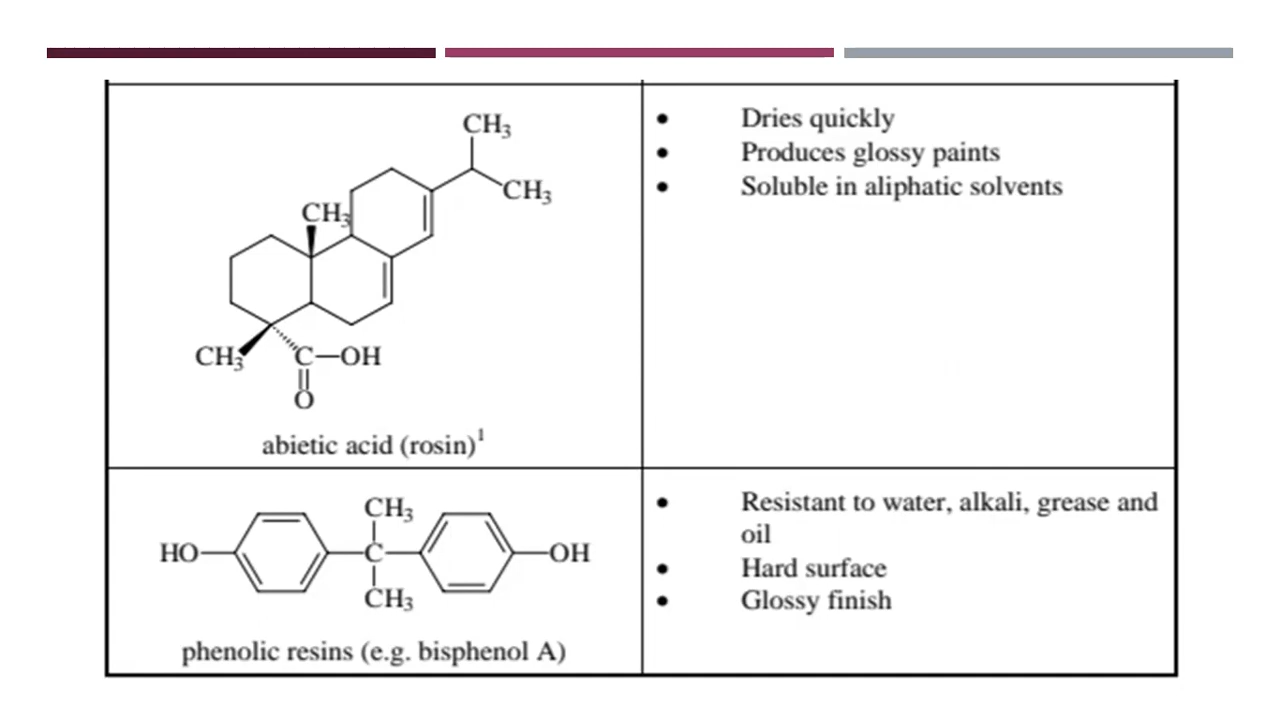 CH3
CH3
CH3
CH3
C—OH
O
abietic acid (rosin)1
• Dries quickly
• Produces glossy paints
• Soluble in aliphatic solvents
CH3
HO
C
OH
CH3
phenolic resins (e.g. bisphenol A)
• Resistant to water, alkali, grease and
oil
• Hard surface
• Glossy finish